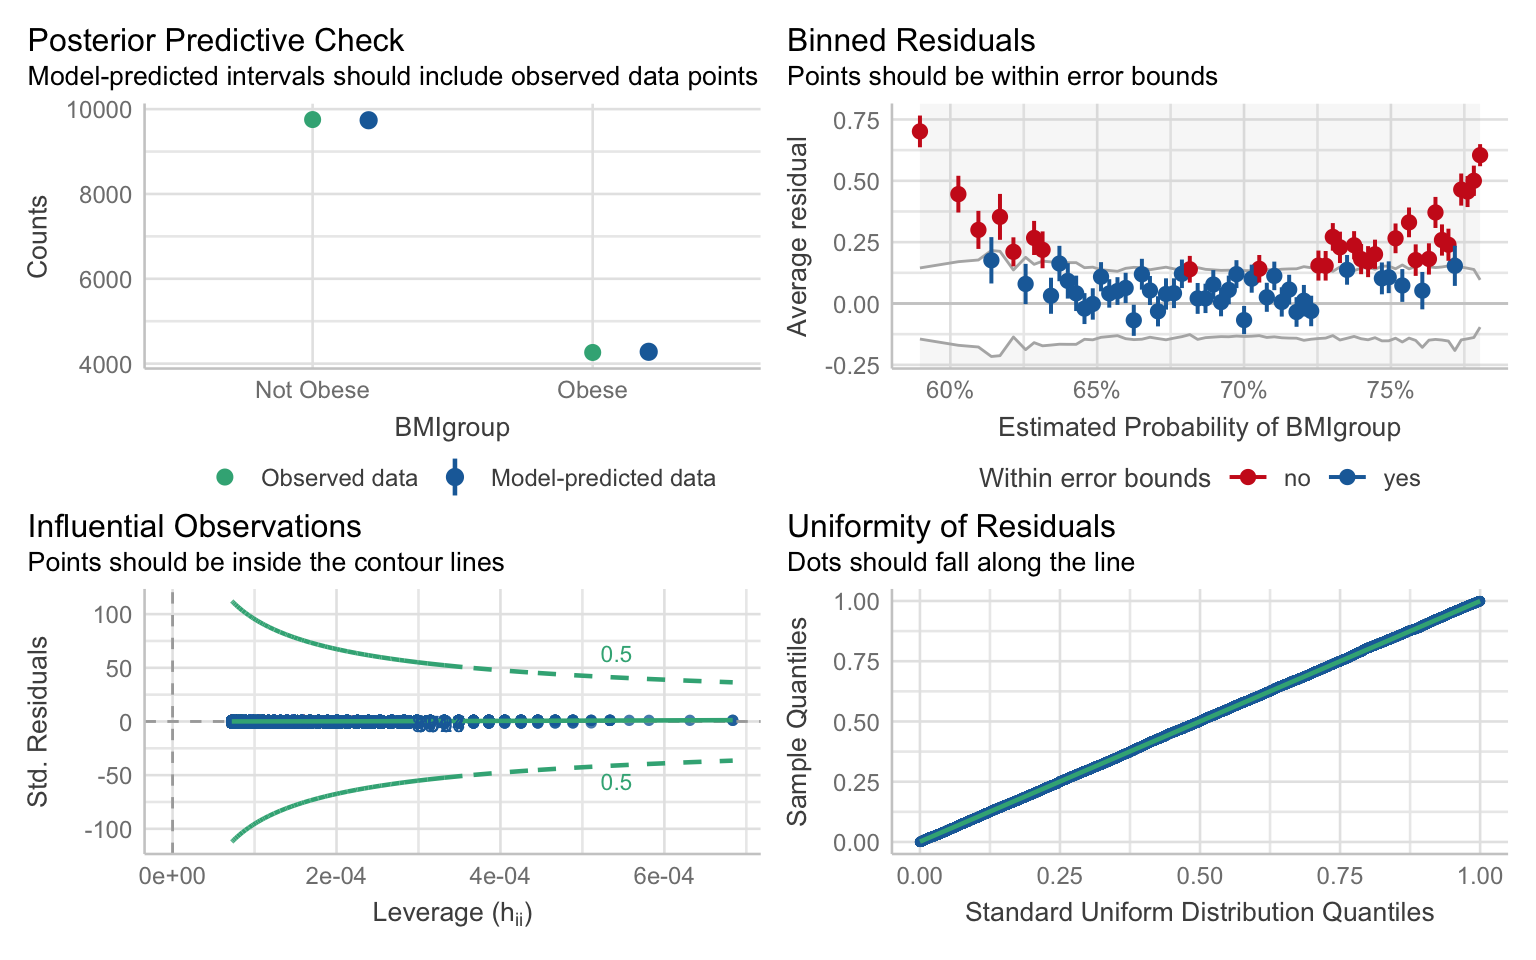 Posterior Predictive Check
Model-predicted intervals should include observed data points
10000
8000
6000
4000
Counts
Not Obese
Obese
BMIgroup
Observed data
Model-predicted data
Binned Residuals
Points should be within error bounds
0.75
0.50
0.25
0.00
-0.25
Average residual
60%
65%
70%
75%
Estimated Probability of BMIgroup
Within error bounds
no
yes
Influential Observations
Points should be inside the contour lines
100
50
0
-50
-100
Std. Residuals
0.5
0.5
0e+00
2e-04
4e-04
6e-04
Leverage (hii)
Uniformity of Residuals
Dots should fall along the line
1.00
0.75
0.50
0.25
0.00
Sample Quantiles
0.00
0.25
0.50
0.75
1.00
Standard Uniform Distribution Quantiles